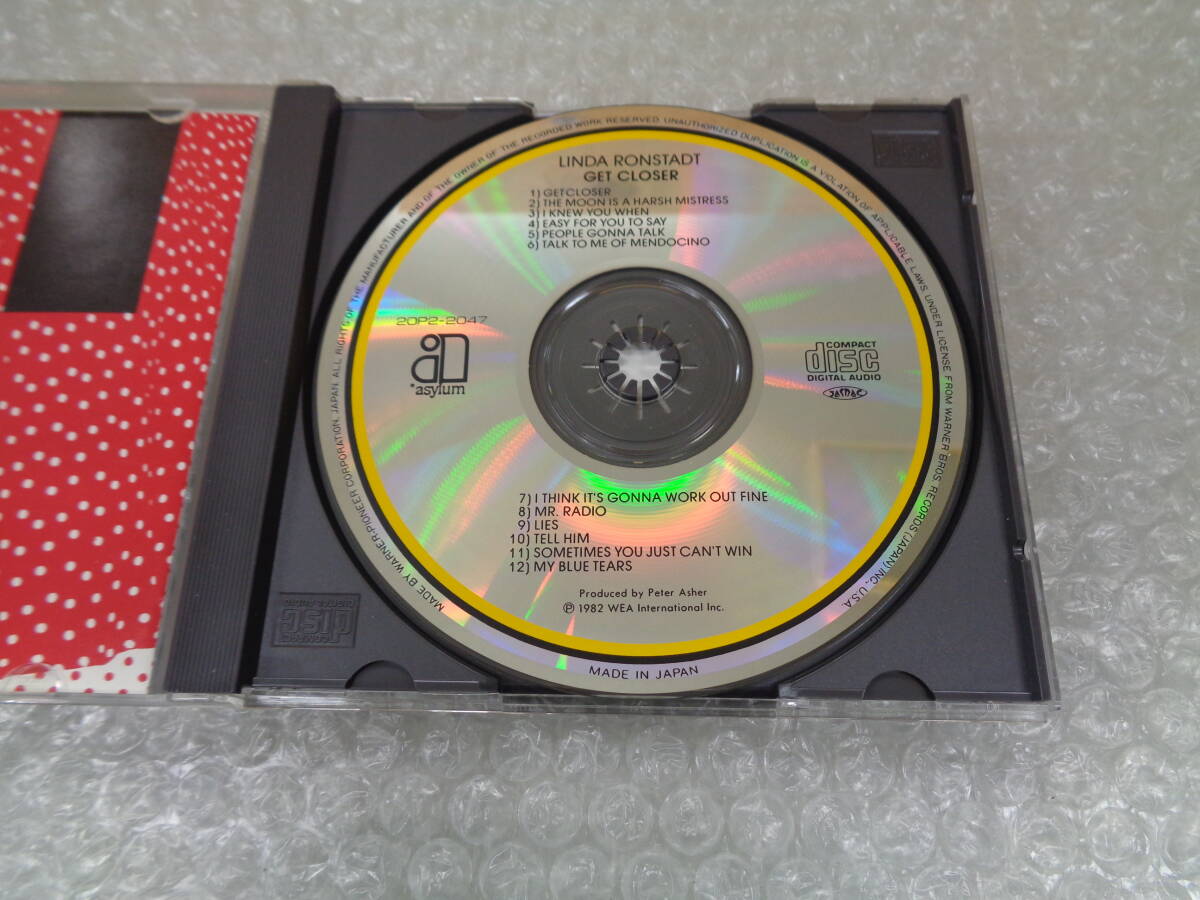 LINDA RONSTADT
GET CLOSER
1) GET CLOSER
2) THE MOON IS A HARSH MISTRESS
3) I KNEW YOU WHEN
4) EASY FOR YOU TO SAY
5) PEOPLE GONNA TALK
6) TALK TO ME OF MENDOCINO
20P2-2047
asylum
COMPACT
disc
DIGITAL AUDIO
JASRAC
7) I THINK IT'S GONNA WORK OUT FINE
8) MR. RADIO
9) LIES
10) TELL HIM
11) SOMETIMES YOU JUST CAN'T WIN
12) MY BLUE TEARS
Produced by Peter Asher
Ⓟ 1982 WEA International Inc.
MADE BY WARNER-PIONEER CORPORATION, JAPAN. ALL RIGHTS OF THE MANUFACTURER AND OF THE OWNER OF THE RECORDED WORK RESERVED. UNAUTHORIZED DUPLICATION IS A VIOLATION OF APPLICABLE LAWS. UNDER LICENSE FROM WARNER BROS. RECORDS (JAPAN) INC., U.S.A.
MADE IN JAPAN
COMPACT
disc
DIGITAL AUDIO